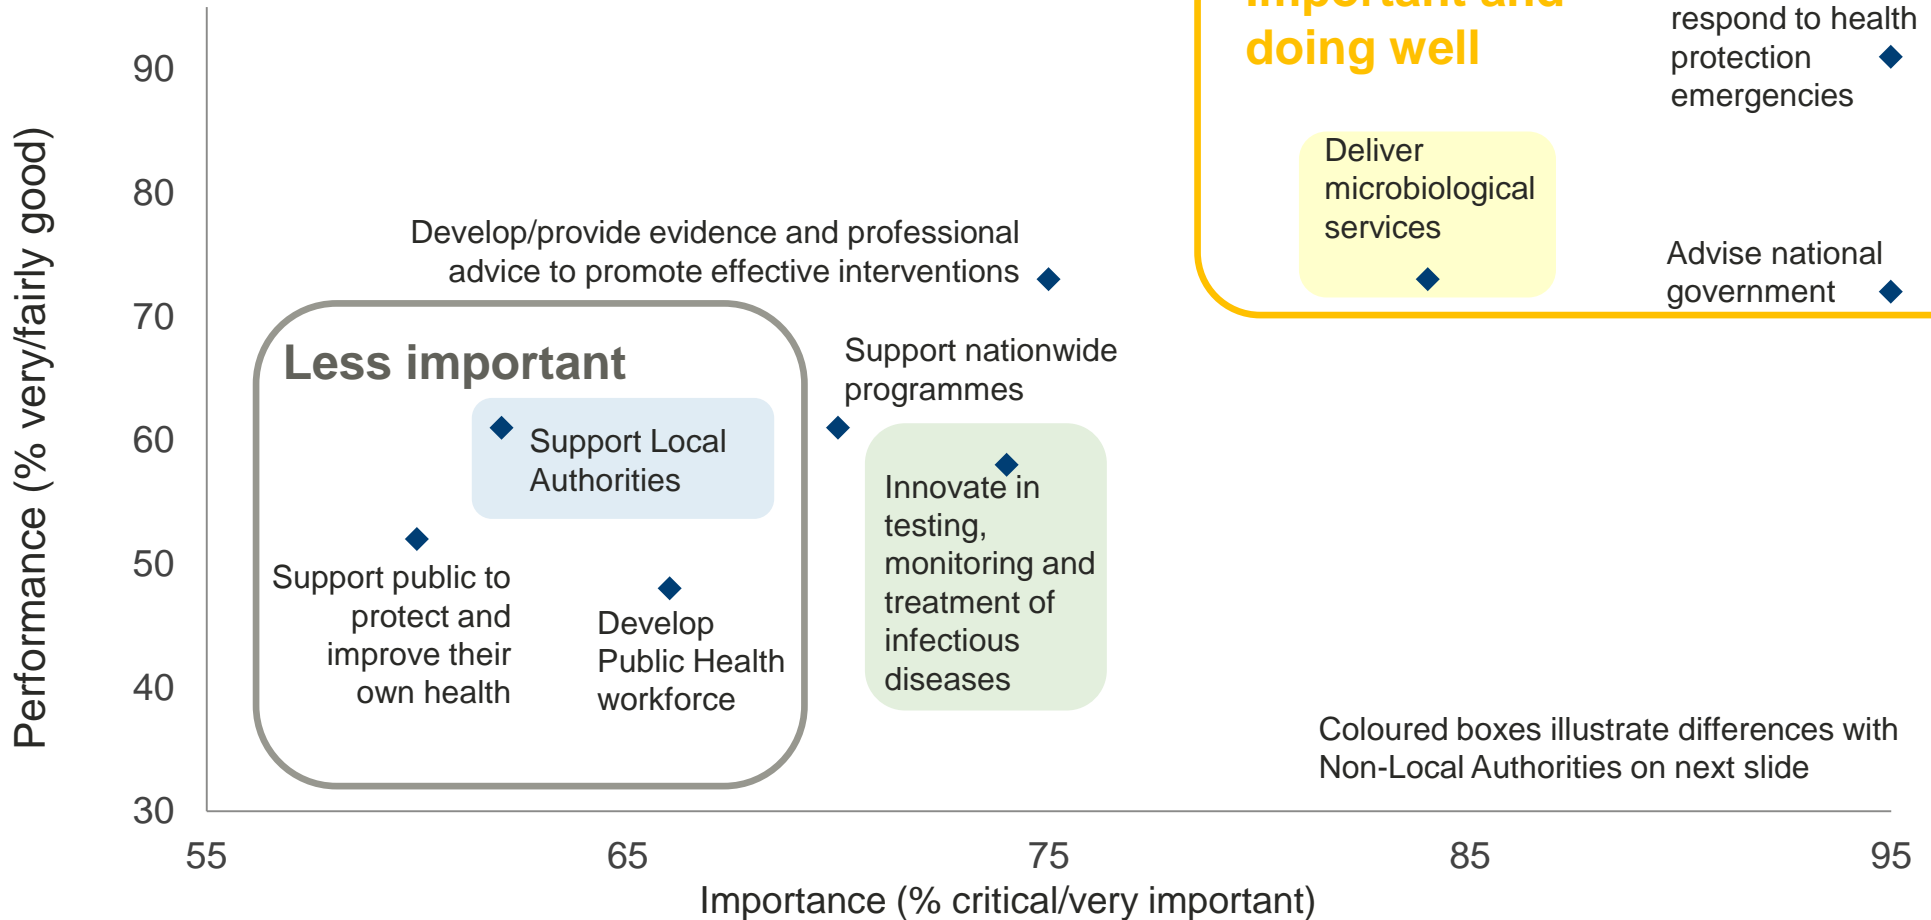 important and
doing well
respond to health
protection
emergencies
Deliver
microbiological
services
Advise national
government
Develop/provide evidence and professional
advice to promote effective interventions
Less important
Support nationwide
programmes
Support Local
Authorities
Innovate in
testing,
monitoring and
treatment of
infectious
diseases
Support public to
protect and
improve their
own health
Develop
Public Health
workforce
Coloured boxes illustrate differences with
Non-Local Authorities on next slide
Performance (% very/fairly good)
90
80
70
60
50
40
30
55
65
75
85
95
Importance (% critical/very important)